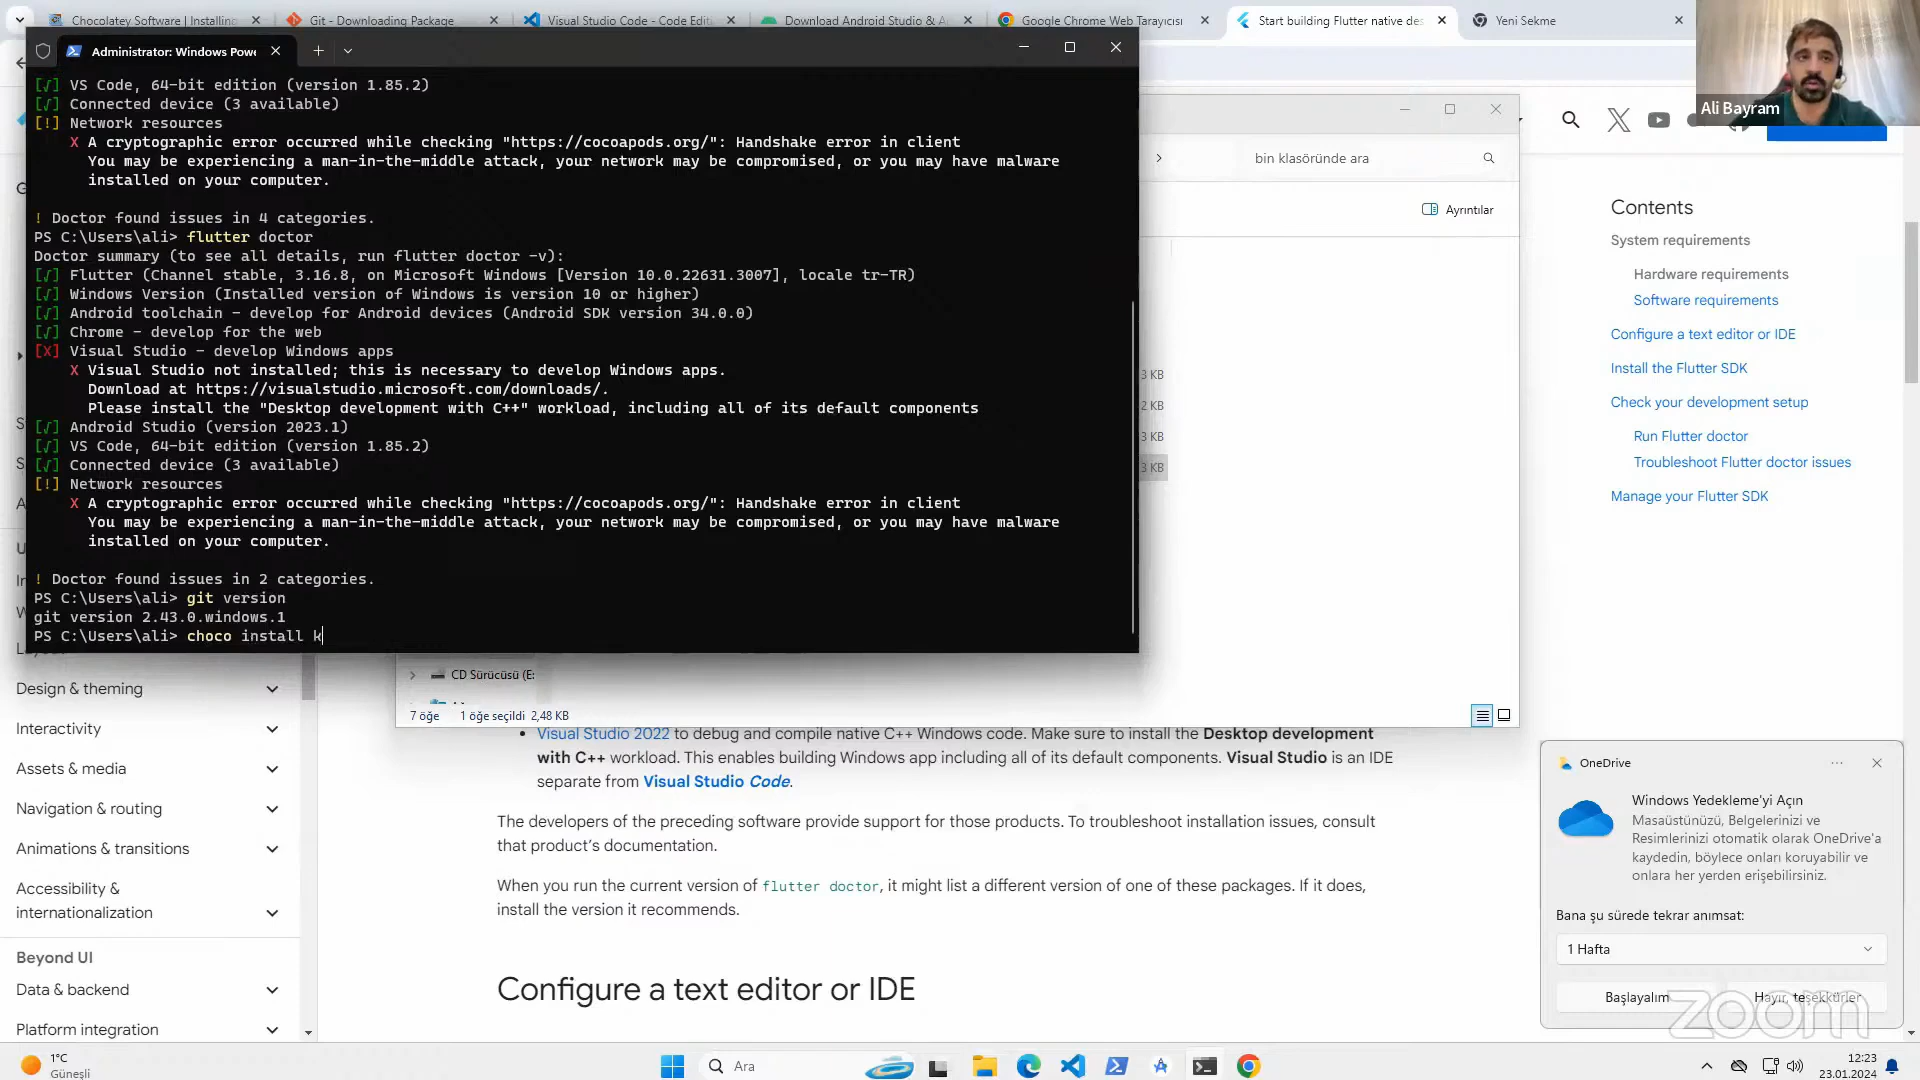 Chocolatey Software | Installing
Git - Downloading Package
Visual Studio Code - Code Edit
Download Android Studio & A
Google Chrome Web Tarayıcısı
Start building Flutter native des
Yeni Sekme
Administrator: Windows Powe
[√] VS Code, 64-bit edition (version 1.85.2)
[√] Connected device (3 available)
[!] Network resources
X A cryptographic error occurred while checking "https://cocoapods.org/": Handshake error in client
You may be experiencing a man-in-the-middle attack, your network may be compromised, or you may have malware
installed on your computer.
! Doctor found issues in 4 categories.
PS C:\Users\ali> flutter doctor
Doctor summary (to see all details, run flutter doctor -v):
[√] Flutter (Channel stable, 3.16.8, on Microsoft Windows [Version 10.0.22631.3007], locale tr-TR)
[√] Windows Version (Installed version of Windows is version 10 or higher)
[√] Android toolchain - develop for Android devices (Android SDK version 34.0.0)
[√] Chrome - develop for the web
[X] Visual Studio - develop Windows apps
X Visual Studio not installed; this is necessary to develop Windows apps.
Download at https://visualstudio.microsoft.com/downloads/.
Please install the "Desktop development with C++" workload, including all of its default components
[√] Android Studio (version 2023.1)
[√] VS Code, 64-bit edition (version 1.85.2)
[√] Connected device (3 available)
[!] Network resources
X A cryptographic error occurred while checking "https://cocoapods.org/": Handshake error in client
You may be experiencing a man-in-the-middle attack, your network may be compromised, or you may have malware
installed on your computer.
! Doctor found issues in 2 categories.
PS C:\Users\ali> git version
git version 2.43.0.windows.1
PS C:\Users\ali> choco install k
Ali Bayram
bin klasöründe ara
Ayrıntılar
3 KB
2 KB
3 KB
3 KB
CD Sürücüsü (E:
7 öğe
1 öğe seçildi 2,48 KB
Contents
System requirements
Hardware requirements
Software requirements
Configure a text editor or IDE
Install the Flutter SDK
Check your development setup
Run Flutter doctor
Troubleshoot Flutter doctor issues
Manage your Flutter SDK
Design & theming
Interactivity
Assets & media
Navigation & routing
Animations & transitions
Accessibility &
internationalization
Beyond UI
Data & backend
Platform integration
Visual Studio 2022 to debug and compile native C++ Windows code. Make sure to install the Desktop development
with C++ workload. This enables building Windows app including all of its default components. Visual Studio is an IDE
separate from Visual Studio Code.
The developers of the preceding software provide support for those products. To troubleshoot installation issues, consult
that product's documentation.
When you run the current version of flutter doctor, it might list a different version of one of these packages. If it does,
install the version it recommends.
Configure a text editor or IDE
OneDrive
Windows Yedekleme'yi Açın
Masaüstünüzü, Belgelerinizi ve
Resimlerinizi otomatik olarak OneDrive'a
kaydedin, böylece onları koruyabilir ve
onlara her yerden erişebilirsiniz.
Bana şu sürede tekrar anımsat:
1 Hafta
Başlayalım
Hayır, teşekkürler
zoom
1°C
Güneşli
Ara
12:23
23.01.2024